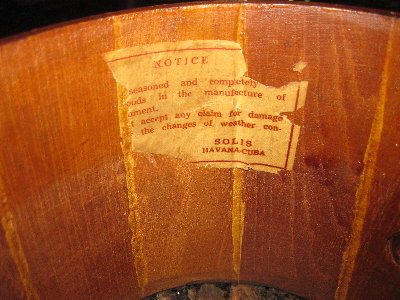 NOTICE
seasoned and completely
oods in the manufacture of
ument.
t accept any claim for damage
the changes of weather con-
SOLIS
HAVANA-CUBA